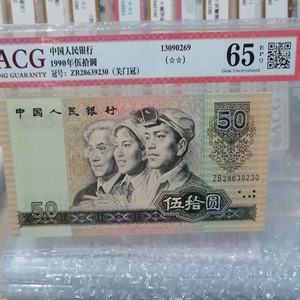 ACG
NG GUARANTY
中国人民银行
1990年伍拾圆
冠号: ZB28639230 (关门冠)
13090269
(☆☆)
65 EPQ
Gem Uncirculated
中国人民银行
50
ZB28639230
50
伍拾圆